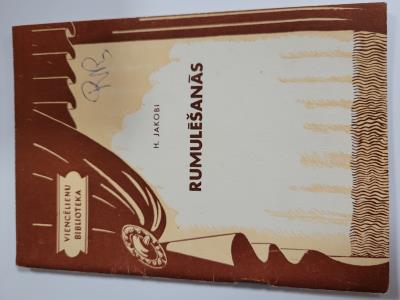 H. JAKOBI
RUMULĒŠANĀS
VIENCĒLIENU
BIBLIOTEKA